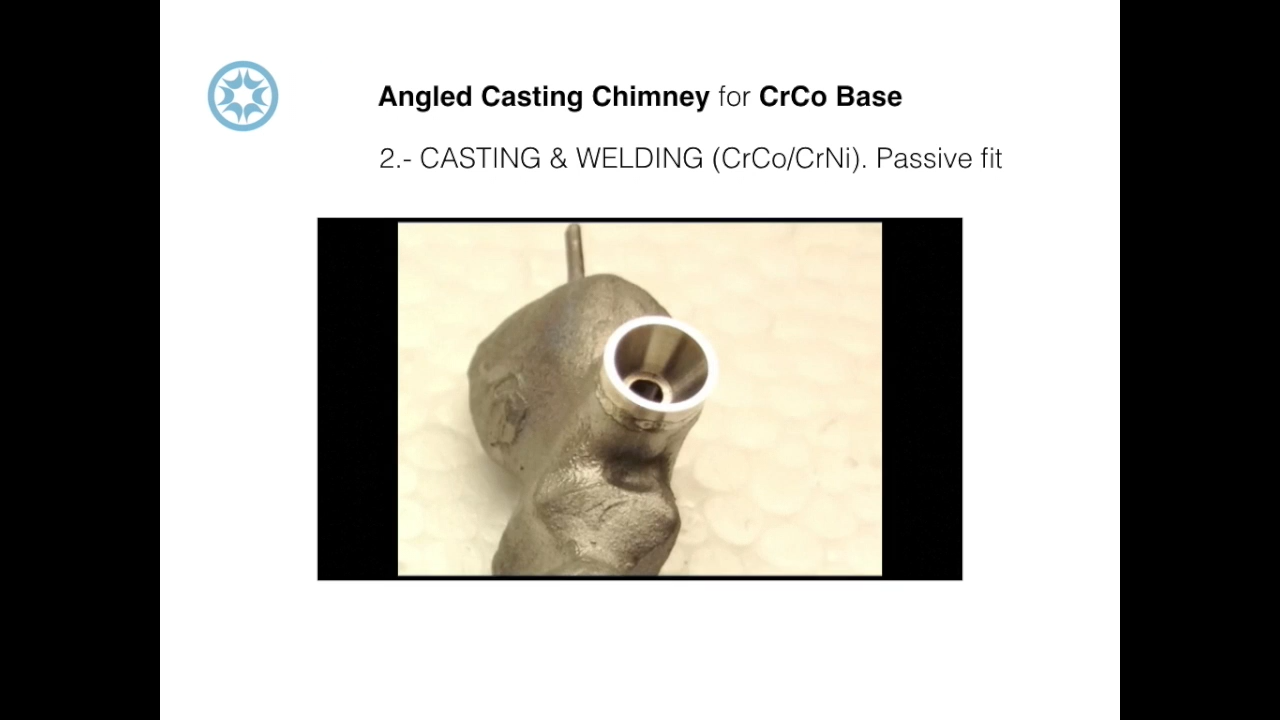 Angled Casting Chimney for CrCo Base
2.- CASTING & WELDING (CrCo/CrNi). Passive fit